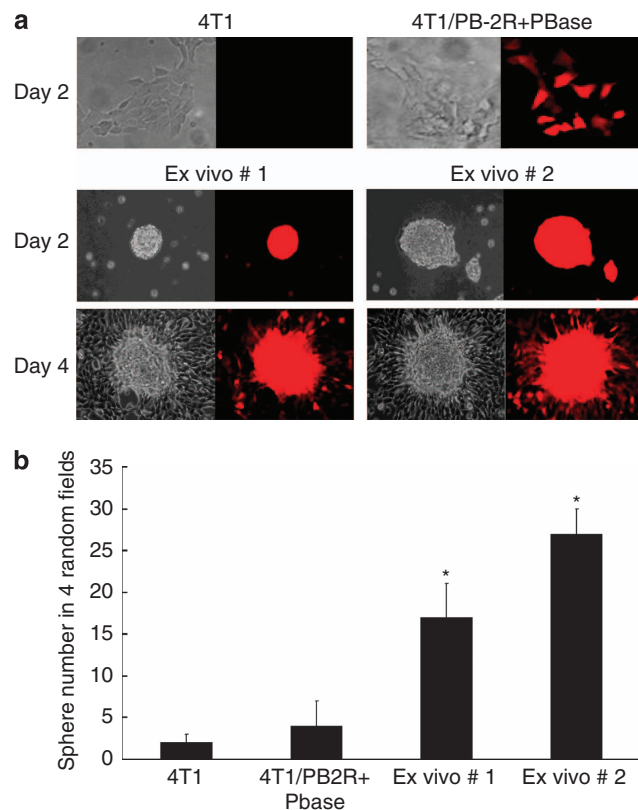 a
4T1
4T1/PB-2R+PBase
Day 2
Ex vivo # 1
Ex vivo # 2
Day 2
Day 4
b
Sphere number in 4 random fields
35
30
25
20
15
10
5
0
*
*
4T1
4T1/PB2R+
Pbase
Ex vivo # 1
Ex vivo # 2